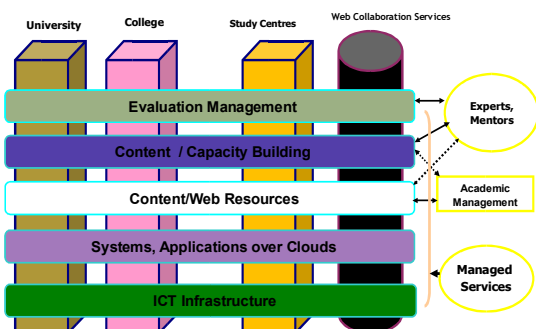 University
College
Study Centres
Web Collaboration Services
Evaluation Management
Content / Capacity Building
Content/Web Resources
Systems, Applications over Clouds
ICT Infrastructure
Experts,
Mentors
Academic
Management
Managed
Services